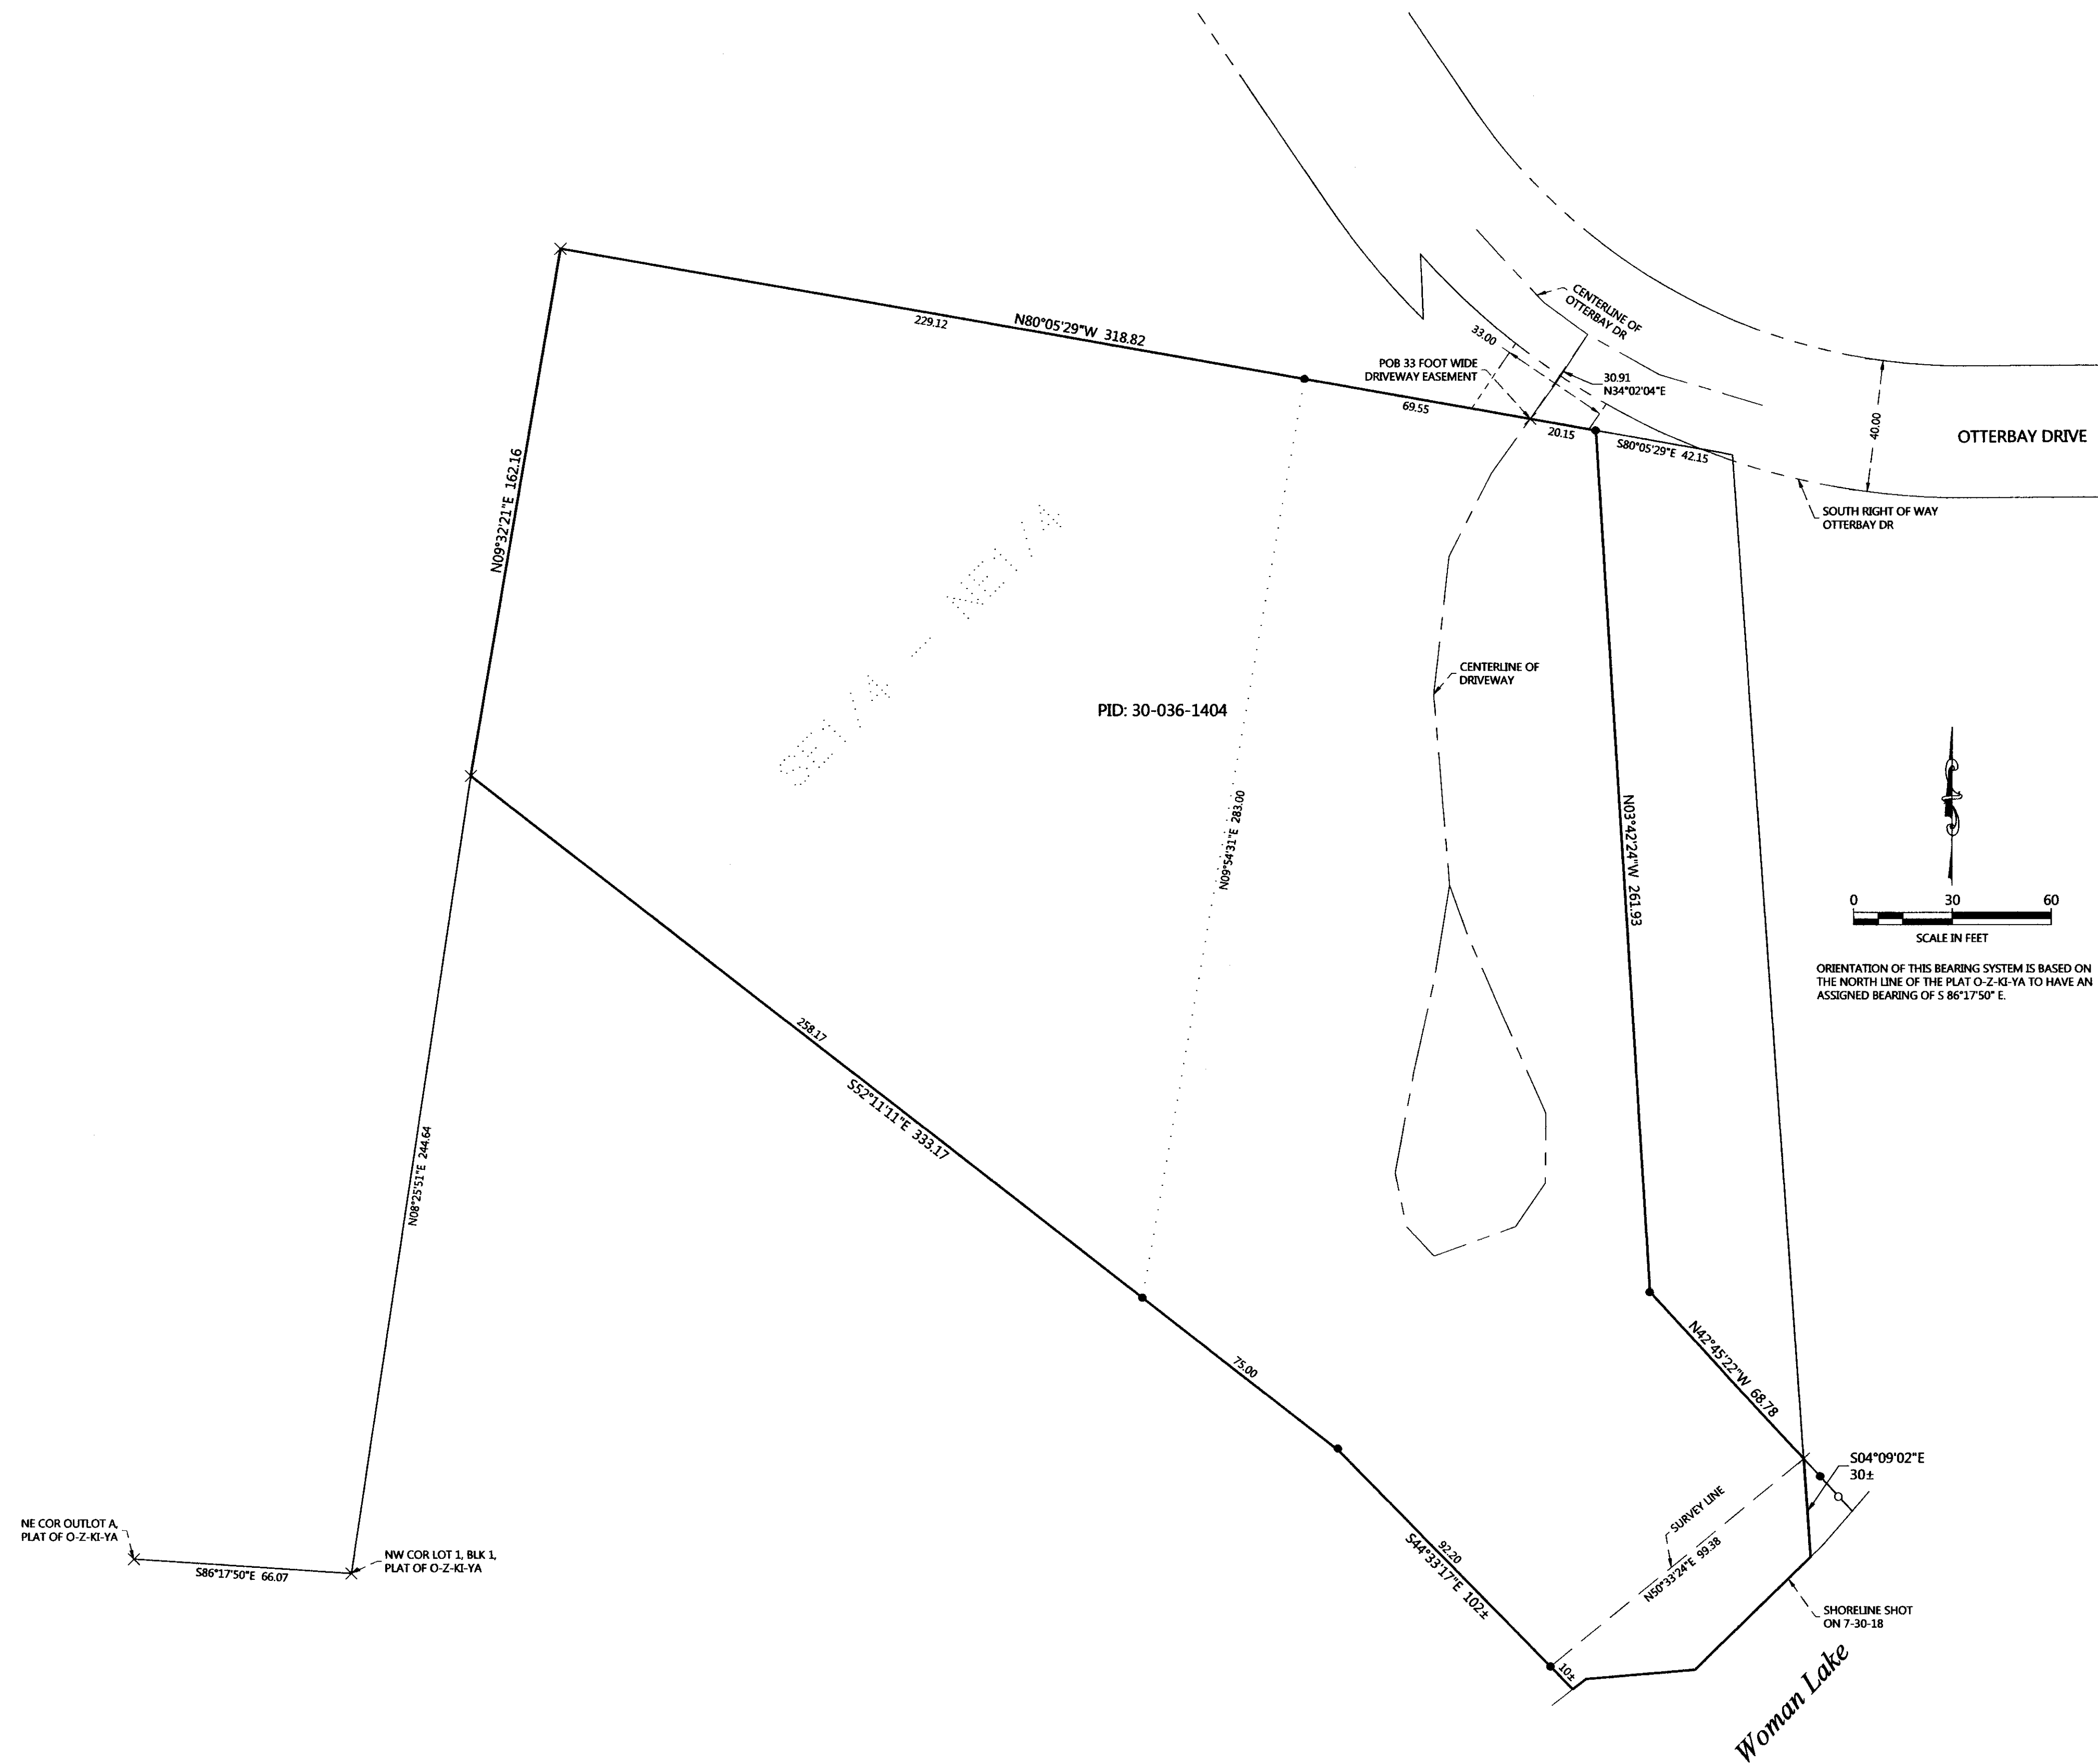 CENTERLINE OF
OTTERBAY DR
33.00
POB 33 FOOT WIDE
DRIVEWAY EASEMENT
30.91
N34°02'04"E
229.12
N80°05'29"W 318.82
69.55
20.15
S80°05'29"E 42.15
40.00
OTTERBAY DRIVE
SOUTH RIGHT OF WAY
OTTERBAY DR
N09°32'21"E 162.16
SE1/4 - NE1/4
PID: 30-036-1404
CENTERLINE OF
DRIVEWAY
N09°54'31"E 283.00
N03°42'24"W 261.93
0 30 60
SCALE IN FEET
ORIENTATION OF THIS BEARING SYSTEM IS BASED ON
THE NORTH LINE OF THE PLAT O-Z-KI-YA TO HAVE AN
ASSIGNED BEARING OF S 86°17'50" E.
258.17
S52°11'11"E 333.17
N08°25'51"E 244.64
75.00
N42°45'22"W 68.78
S04°09'02"E
30±
SURVEY LINE
N50°33'24"E 99.38
92.20
S44°33'17"E 102±
10±
NE COR OUTLOT A,
PLAT OF O-Z-KI-YA
S86°17'50"E 66.07
NW COR LOT 1, BLK 1,
PLAT OF O-Z-KI-YA
SHORELINE SHOT
ON 7-30-18
Woman Lake